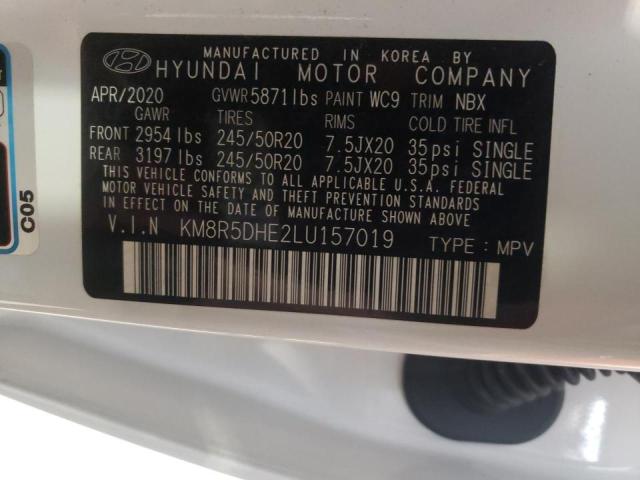 MANUFACTURED IN KOREA BY
HYUNDAI MOTOR COMPANY
APR/2020 GVWR 5871lbs PAINT WC9 TRIM NBX
GAWR TIRES RIMS COLD TIRE INFL
FRONT 2954 lbs 245/50R20 7.5JX20 35psi SINGLE
REAR 3197 lbs 245/50R20 7.5JX20 35psi SINGLE
THIS VEHICLE CONFORMS TO ALL APPLICABLE U.S.A. FEDERAL
MOTOR VEHICLE SAFETY AND THEFT PREVENTION STANDARDS
IN EFFECT ON THE DATE OF MANUFACTURE SHOWN ABOVE.
V.I.N KM8R5DHE2LU157019 TYPE : MPV
C05